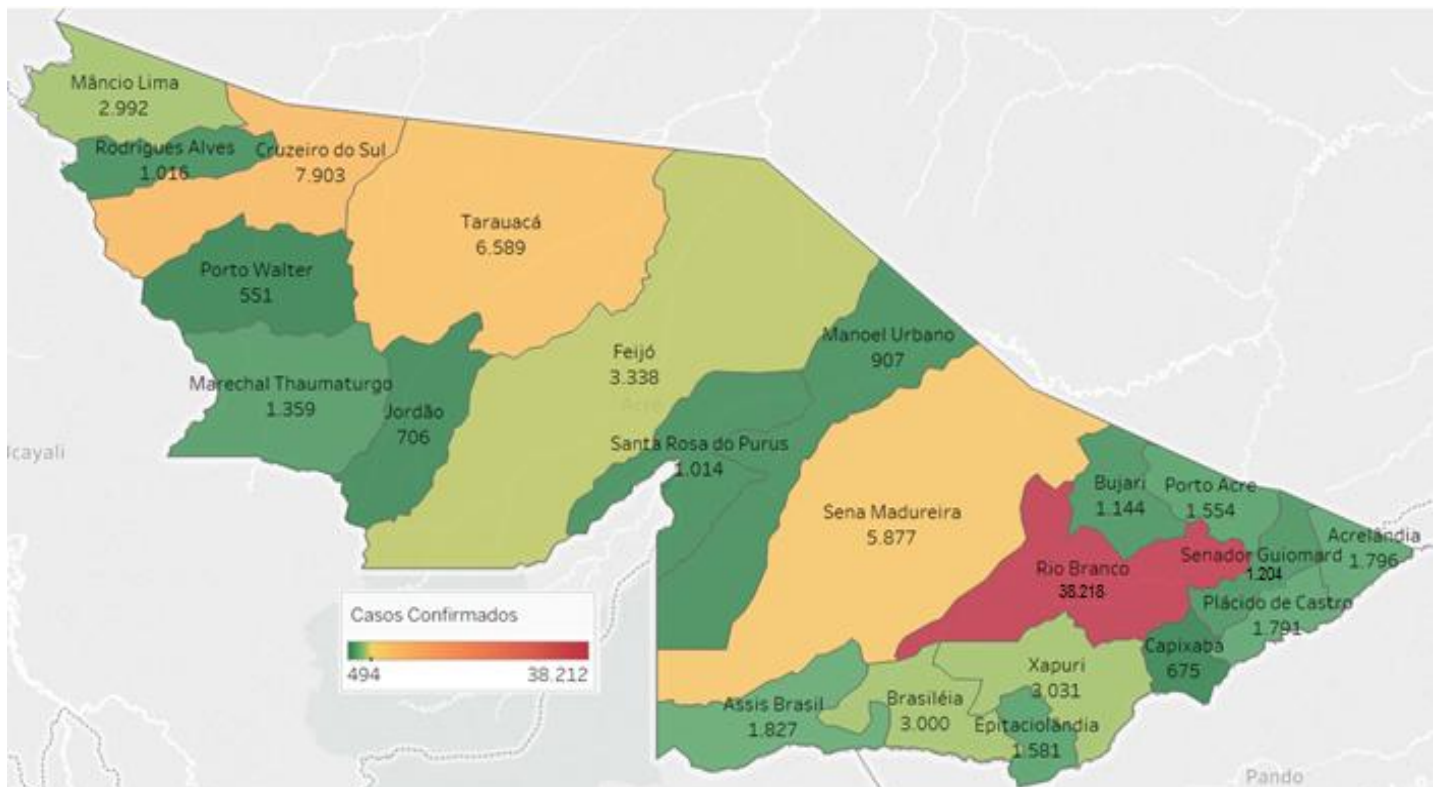 Mâncio Lima
2.992
Rodrigues Alves
1.016
Cruzeiro do Sul
7.903
Tarauacá
6.589
Porto Walter
551
Feijó
3.338
Acre
Manoel Urbano
907
Marechal Thaumaturgo
1.359
Jordão
706
Santa Rosa do Purus
1.014
Ucayali
Sena Madureira
5.877
Bujari
1.144
Porto Acre
1.554
Acrelândia
1.796
Senador Guiomard
1.204
Rio Branco
38.218
Plácido de Castro
1.791
Capixaba
675
Xapuri
3.031
Brasiléia
3.000
Assis Brasil
1.827
Epitaciolândia
1.581
Casos Confirmados
494 38.212
Pando